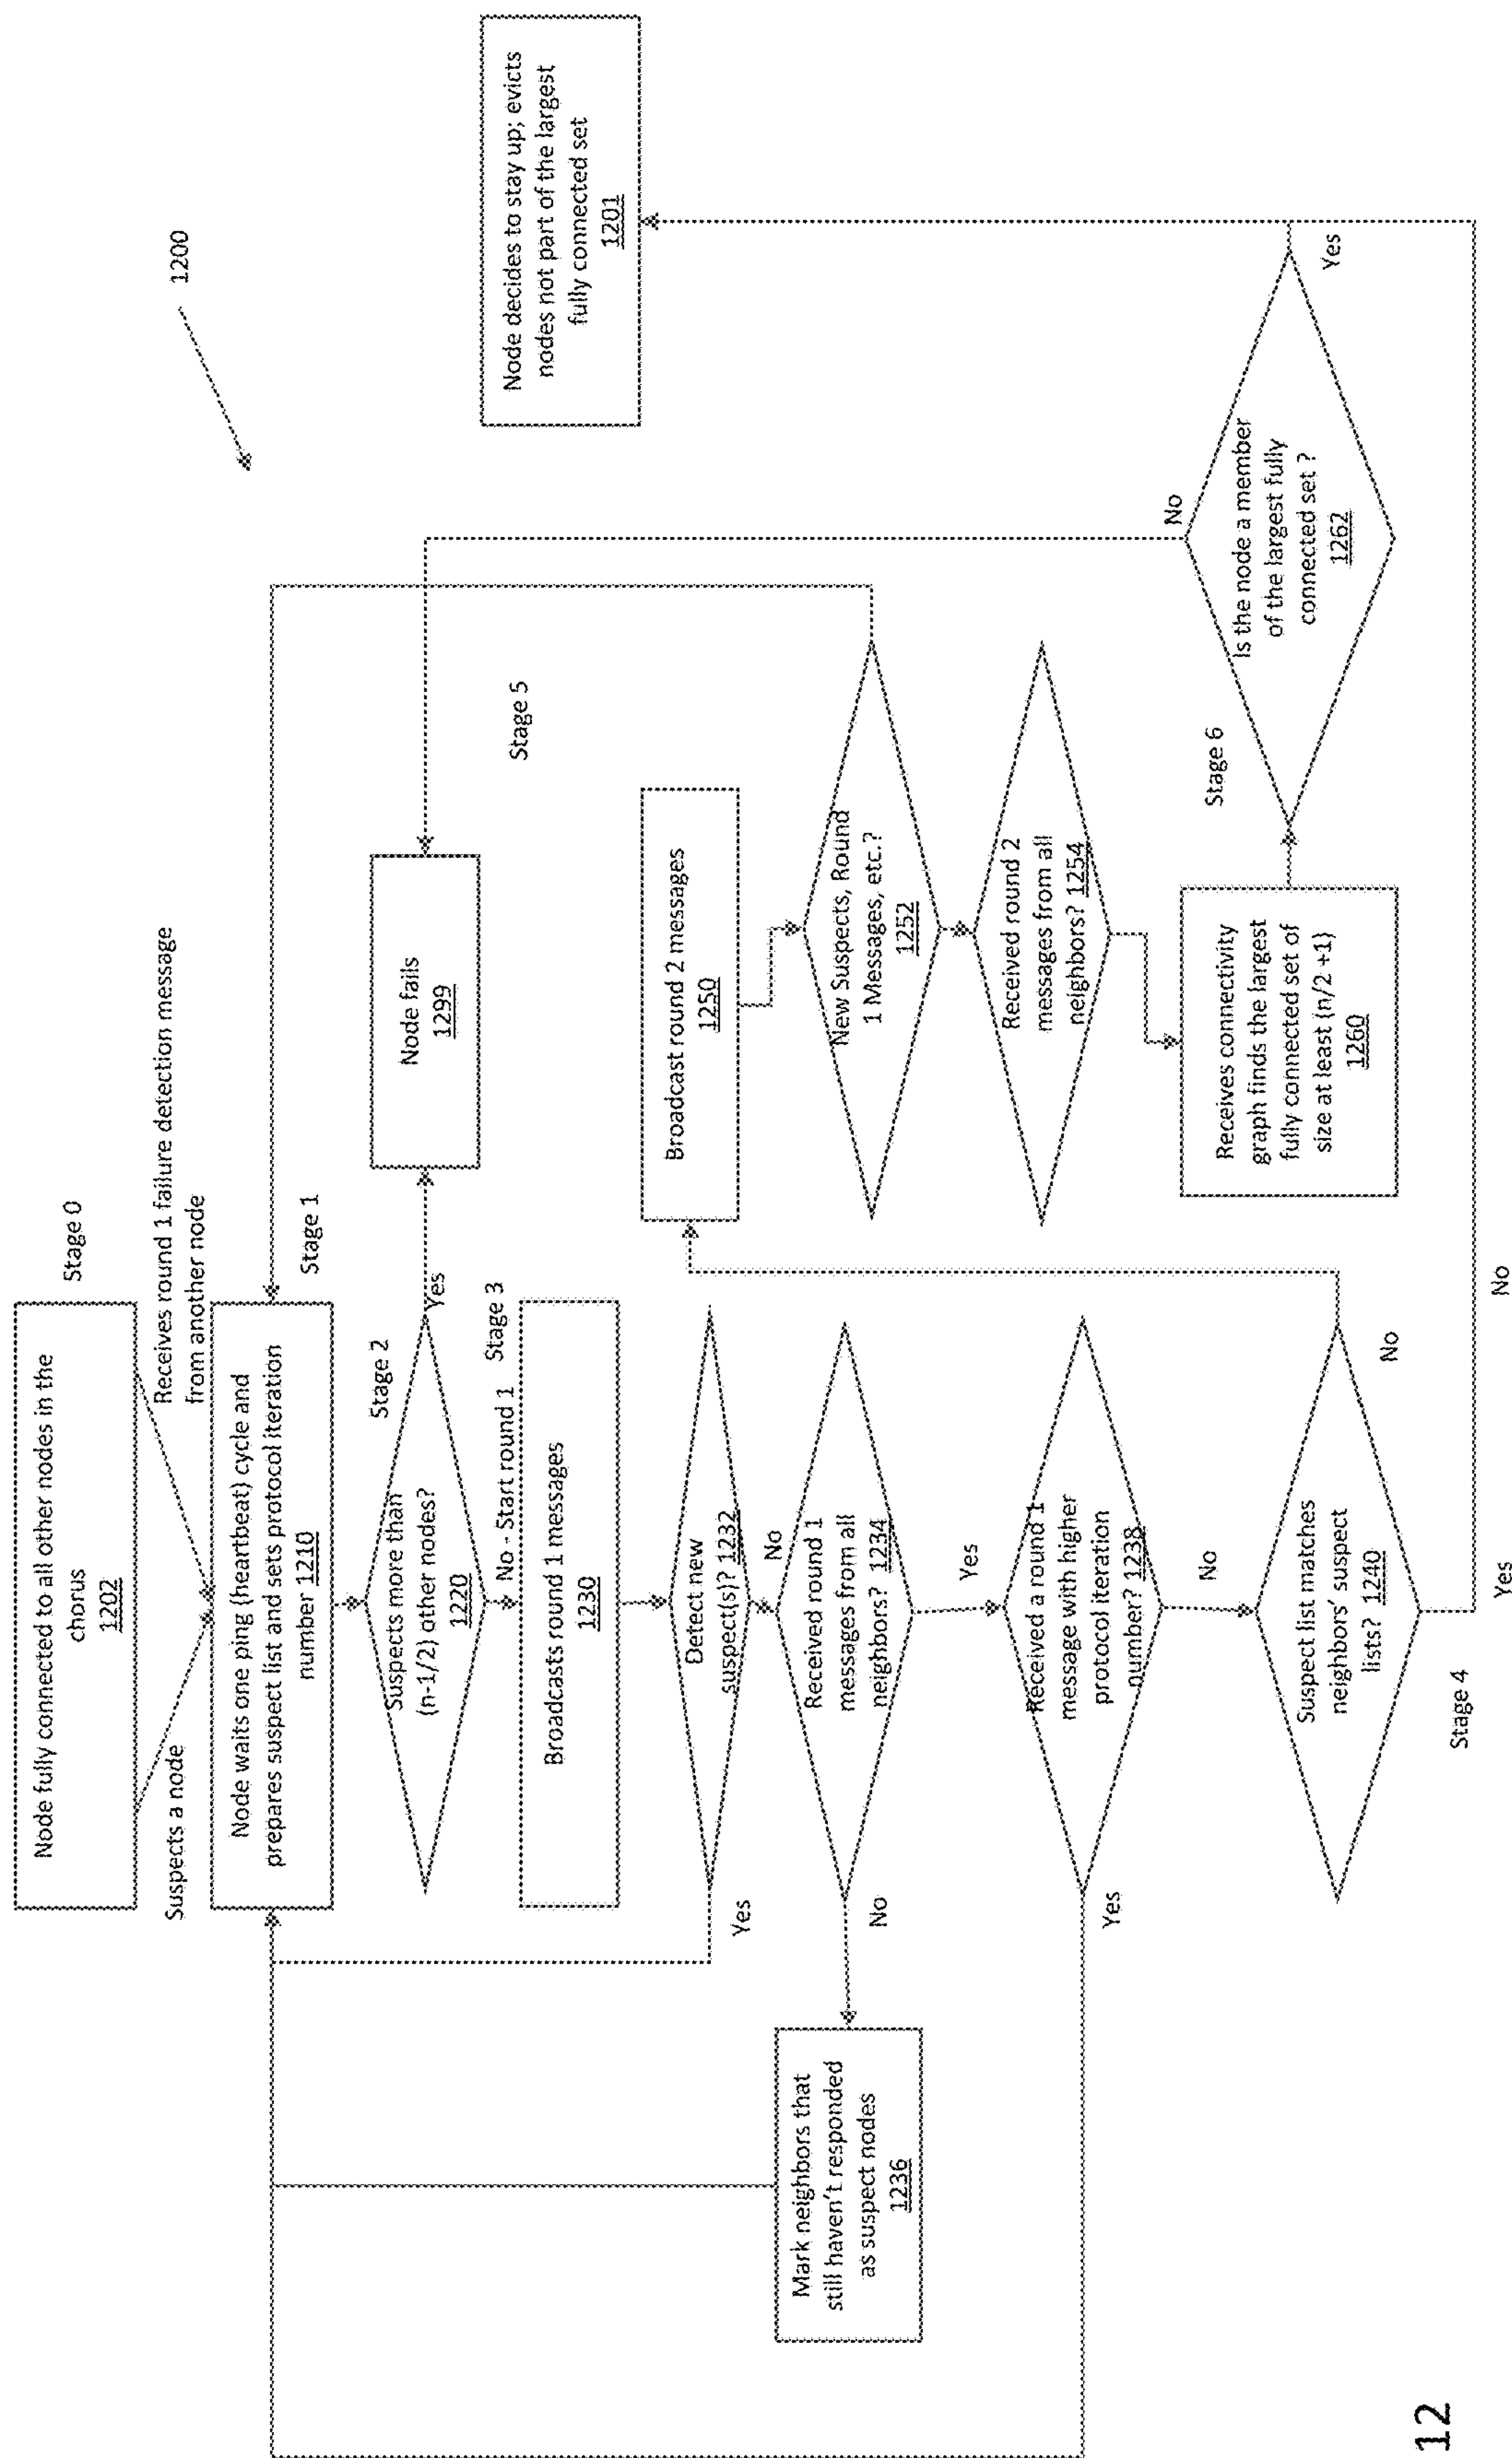 1200
Stage 0
Node fully connected to all other nodes in the
chorus
1202
Suspects a node
Receives round 1 failure detection message
from another node
Stage 1
Node waits one ping (heartbeat) cycle and
prepares suspect list and sets protocol iteration
number 1210
Stage 2
Suspects more than
(n-1/2) other nodes?
1220
Yes
Node fails
1299
No - Start round 1
Stage 3
Broadcasts round 1 messages
1230
Detect new
suspect(s)? 1232
Yes
No
Received round 1
messages from all
neighbors? 1234
No
Mark neighbors that
still haven't responded
as suspect nodes
1236
Yes
Received a round 1
message with higher
protocol iteration
number? 1238
Yes
No
Suspect list matches
neighbors' suspect
lists? 1240
No
Stage 4
Yes
No
Stage 5
Broadcast round 2 messages
1250
New Suspects, Round
1 Messages, etc.?
1252
Received round 2
messages from all
neighbors? 1254
Receives connectivity
graph finds the largest
fully connected set of
size at least (n/2 +1)
1260
Stage 6
Is the node a member
of the largest fully
connected set ?
1262
No
Yes
Node decides to stay up; evicts
nodes not part of the largest
fully connected set
1201
12